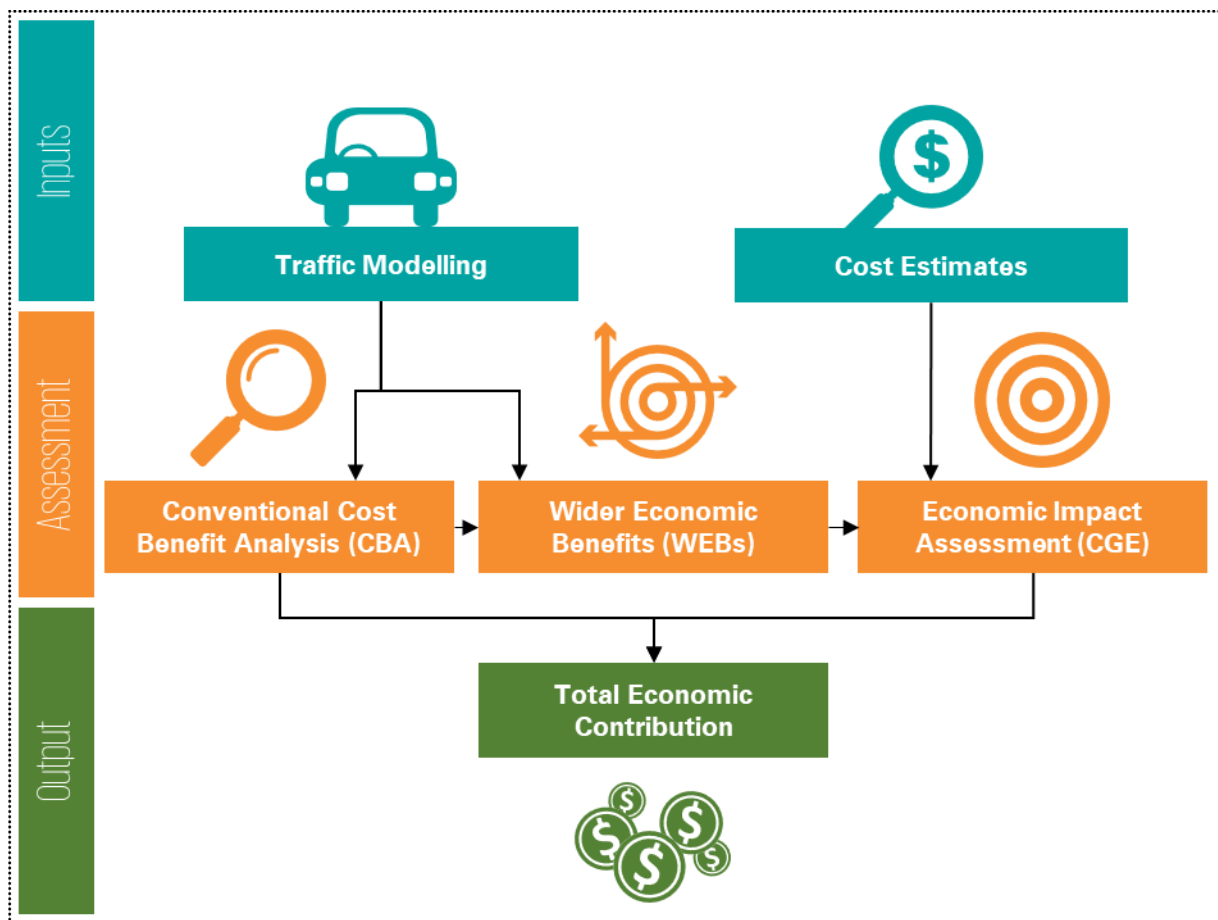 Inputs
Traffic Modelling
$
Cost Estimates
Assessment
Conventional Cost
Benefit Analysis (CBA)
Wider Economic
Benefits (WEBs)
Economic Impact
Assessment (CGE)
Output
Total Economic
Contribution
$
$
$
$
$